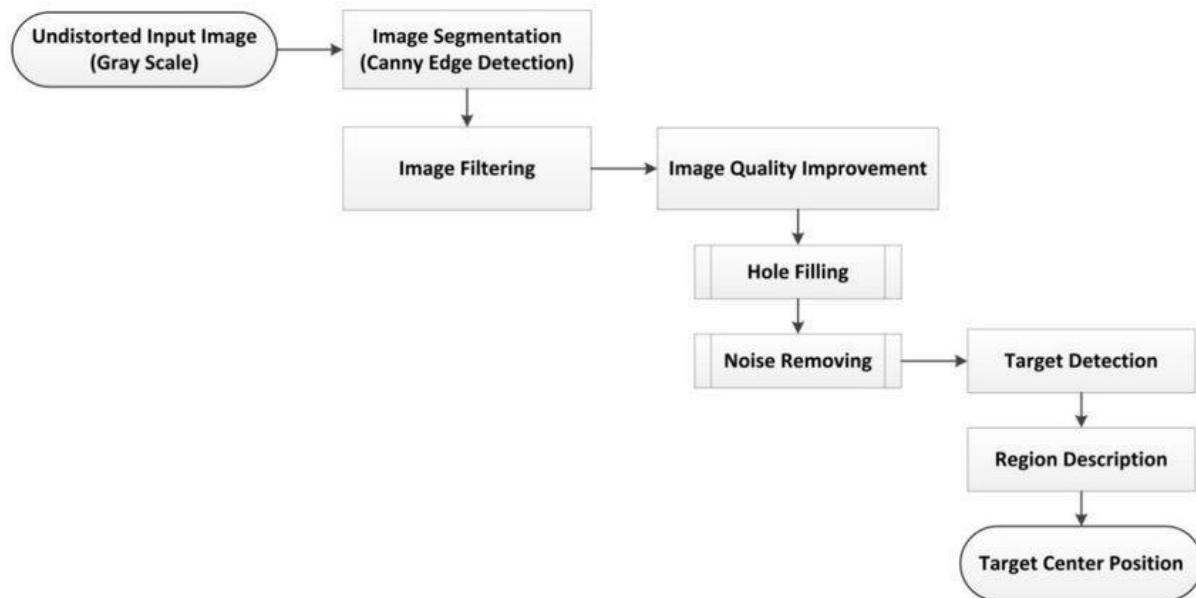 Undistorted Input Image
(Gray Scale)
Image Segmentation
(Canny Edge Detection)
Image Filtering
Image Quality Improvement
Hole Filling
Noise Removing
Target Detection
Region Description
Target Center Position